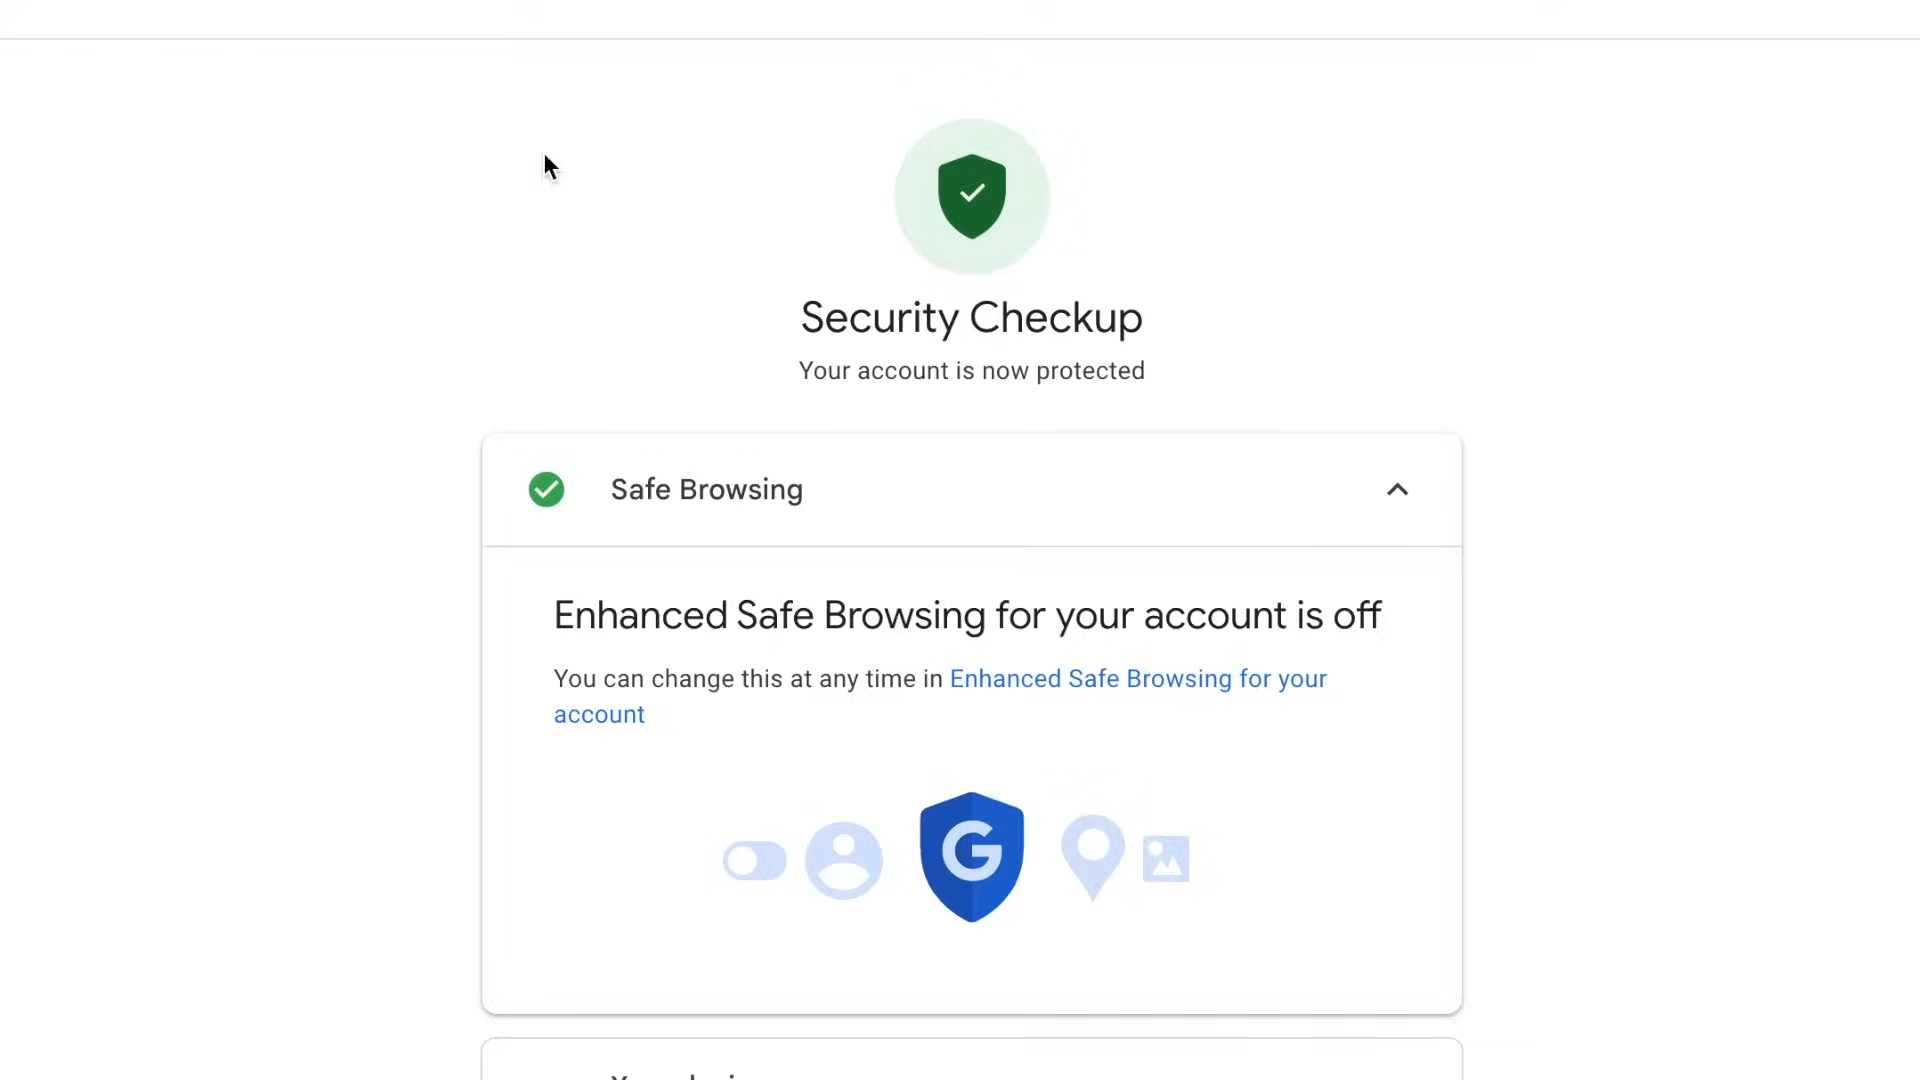 Security Checkup
Your account is now protected
Safe Browsing
Enhanced Safe Browsing for your account is off
You can change this at any time in Enhanced Safe Browsing for your
account
G